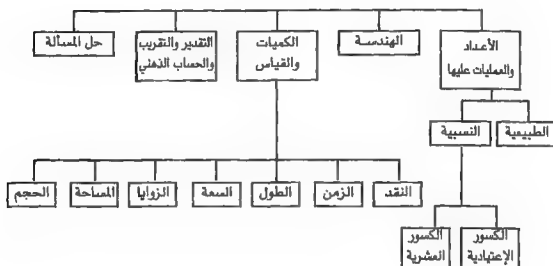 الأعداد
والعمليات عليها
الهندسة
الكميات
والقياس
التقدير والتقريب
والحساب الذهني
حل المسألة
الطبيعية
النسبية
النقد
الزمن
الطول
السعة
الزوايا
المساحة
الحجم
الكسور
الإعتيادية
الكسور
العشرية